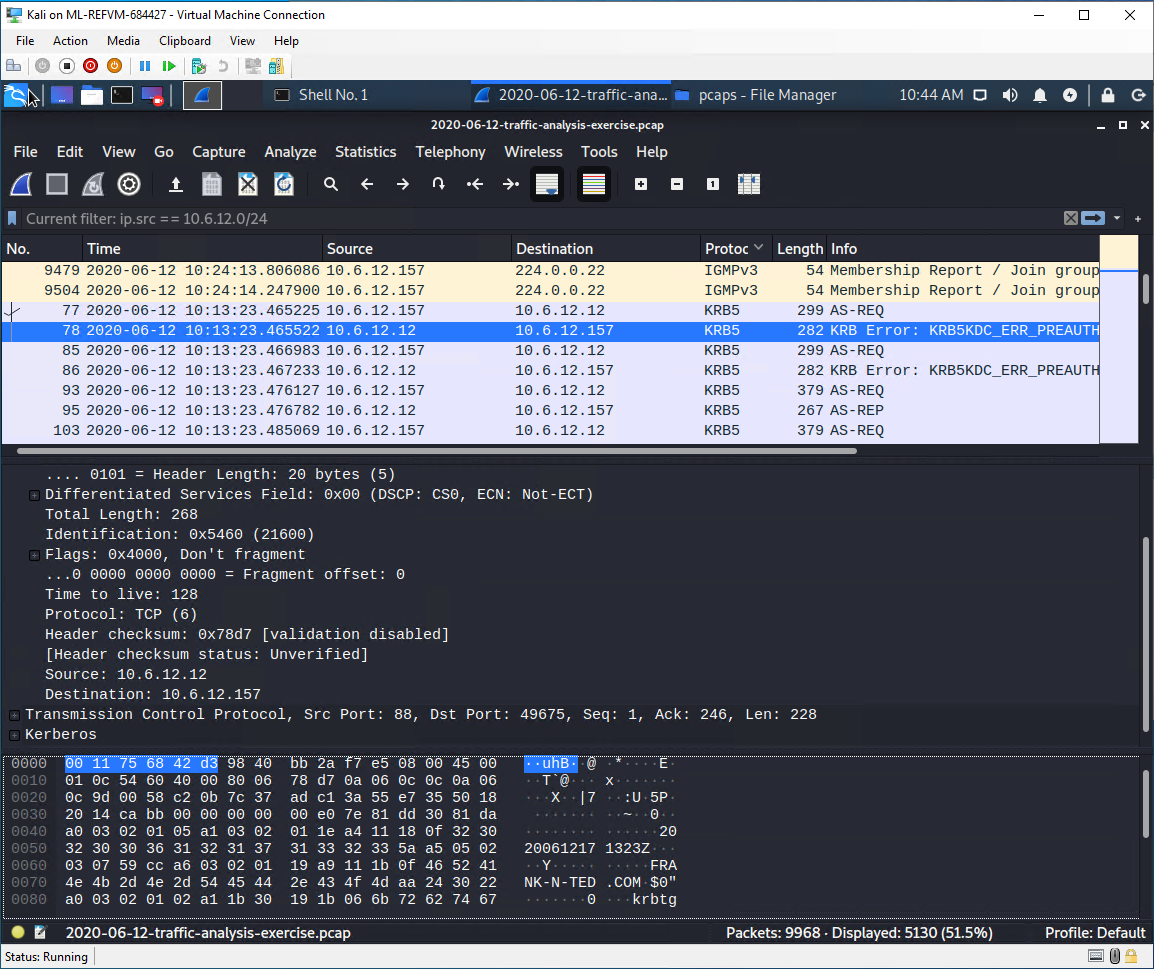 Kali on ML-REFVM-684427 - Virtual Machine Connection
File Action Media Clipboard View Help
Shell No. 1 2020-06-12-traffic-ana... pcaps - File Manager 10:44 AM
2020-06-12-traffic-analysis-exercise.pcap
File Edit View Go Capture Analyze Statistics Telephony Wireless Tools Help
Current filter: ip.src == 10.6.12.0/24
No. Time Source Destination Protoc Length Info
9479 2020-06-12 10:24:13.806086 10.6.12.157 224.0.0.22 IGMPv3 54 Membership Report / Join group
9504 2020-06-12 10:24:14.247900 10.6.12.157 224.0.0.22 IGMPv3 54 Membership Report / Join group
77 2020-06-12 10:13:23.465225 10.6.12.157 10.6.12.12 KRB5 299 AS-REQ
78 2020-06-12 10:13:23.465522 10.6.12.12 10.6.12.157 KRB5 282 KRB Error: KRB5KDC_ERR_PREAUTH
85 2020-06-12 10:13:23.466983 10.6.12.157 10.6.12.12 KRB5 299 AS-REQ
86 2020-06-12 10:13:23.467233 10.6.12.12 10.6.12.157 KRB5 282 KRB Error: KRB5KDC_ERR_PREAUTH
93 2020-06-12 10:13:23.476127 10.6.12.157 10.6.12.12 KRB5 379 AS-REQ
95 2020-06-12 10:13:23.476782 10.6.12.12 10.6.12.157 KRB5 267 AS-REP
103 2020-06-12 10:13:23.485069 10.6.12.157 10.6.12.12 KRB5 379 AS-REQ
.... 0101 = Header Length: 20 bytes (5)
Differentiated Services Field: 0x00 (DSCP: CS0, ECN: Not-ECT)
Total Length: 268
Identification: 0x5460 (21600)
Flags: 0x4000, Don't fragment
...0 0000 0000 0000 = Fragment offset: 0
Time to live: 128
Protocol: TCP (6)
Header checksum: 0x78d7 [validation disabled]
[Header checksum status: Unverified]
Source: 10.6.12.12
Destination: 10.6.12.157
Transmission Control Protocol, Src Port: 88, Dst Port: 49675, Seq: 1, Ack: 246, Len: 228
Kerberos
0000 00 11 75 68 42 d3 98 40 bb 2a f7 e5 08 00 45 00 ··uhB··@ ·*····E·
0010 01 0c 54 60 40 00 80 06 78 d7 0a 06 0c 0c 0a 06 ··T`@··· x·······
0020 0c 9d 00 58 c2 0b 7c 37 ad c1 3a 55 e7 35 50 18 ···X··|7 ··:U·5P·
0030 20 14 ca bb 00 00 00 00 00 e0 7e 81 dd 30 81 da ······· ··~··0··
0040 a0 03 02 01 05 a1 03 02 01 1e a4 11 18 0f 32 30 ········ ······20
0050 32 30 30 36 31 32 31 37 31 33 32 33 5a a5 05 02 20061217 1323Z···
0060 03 07 59 cc a6 03 02 01 19 a9 11 1b 0f 46 52 41 ··Y····· ·····FRA
0070 4e 4b 2d 4e 2d 54 45 44 2e 43 4f 4d aa 24 30 22 NK-N-TED .COM·$0"
0080 a0 03 02 01 02 a1 1b 30 19 1b 06 6b 72 62 74 67 ·······0 ···krbtg
2020-06-12-traffic-analysis-exercise.pcap Packets: 9968 · Displayed: 5130 (51.5%) Profile: Default
Status: Running